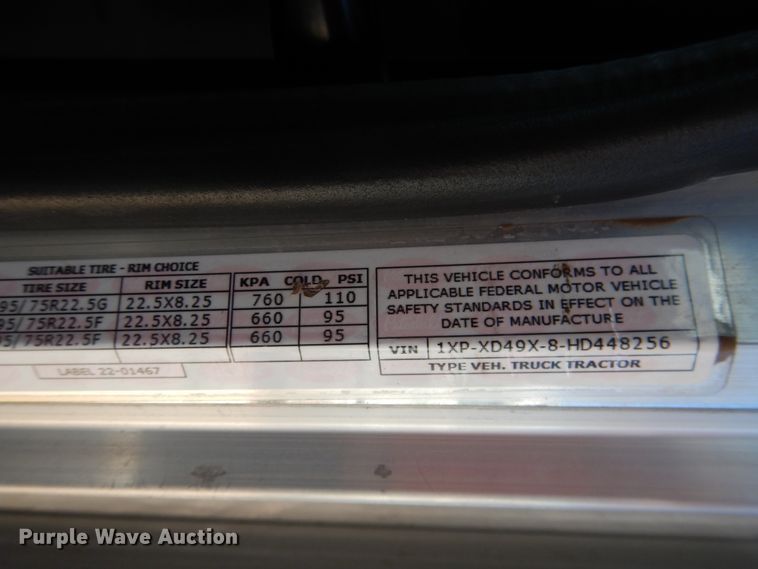 SUITABLE TIRE - RIM CHOICE
TIRE SIZE RIM SIZE KPA COLD PSI
95/75R22.5G 22.5X8.25 760 110
95/75R22.5F 22.5X8.25 660 95
95/75R22.5F 22.5X8.25 660 95
LABEL 22-01467
THIS VEHICLE CONFORMS TO ALL
APPLICABLE FEDERAL MOTOR VEHICLE
SAFETY STANDARDS IN EFFECT ON THE
DATE OF MANUFACTURE
VIN 1XP-XD49X-8-HD448256
TYPE VEH. TRUCK TRACTOR
Purple Wave Auction